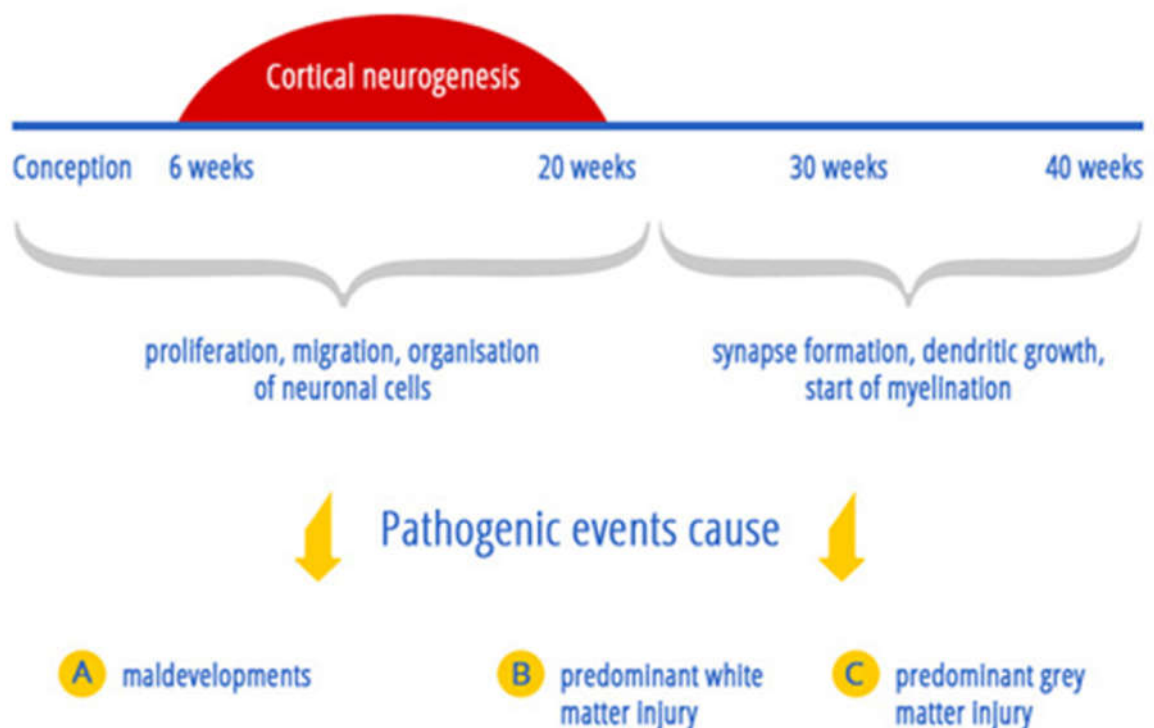 Cortical neurogenesis
Conception 6 weeks 20 weeks 30 weeks 40 weeks
proliferation, migration, organisation
of neuronal cells
synapse formation, dendritic growth,
start of myelination
Pathogenic events cause
A maldevelopments
B predominant white
matter injury
C predominant grey
matter injury